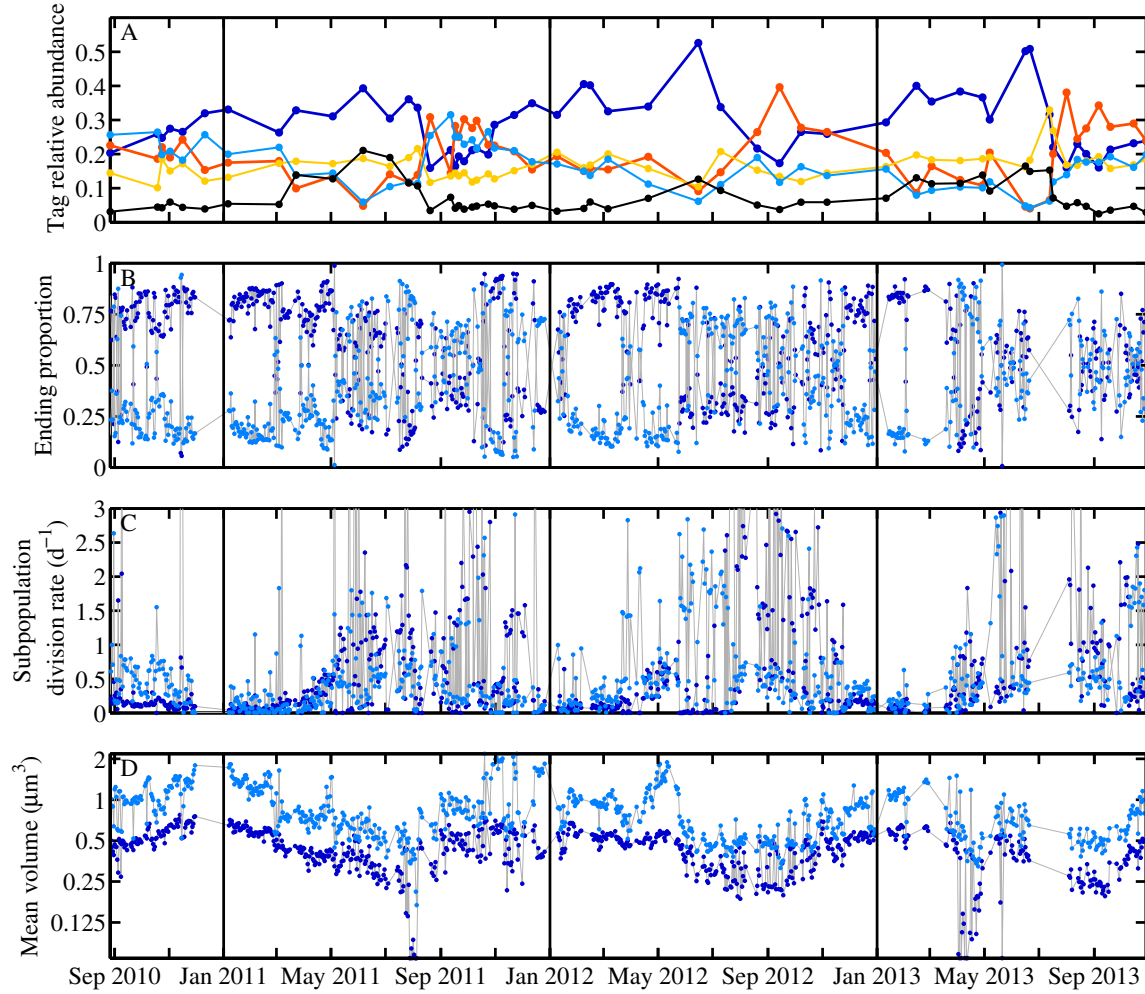 A
Tag relative abundance
0.5
0.4
0.3
0.2
0.1
0
B
Ending proportion
1
0.75
0.5
0.25
0
C
Subpopulation
division rate (d⁻¹)
3
2.5
2
1.5
1
0.5
0
D
Mean volume (µm³)
2
1
0.5
0.25
0.125
Sep 2010 Jan 2011 May 2011 Sep 2011 Jan 2012 May 2012 Sep 2012 Jan 2013 May 2013 Sep 2013